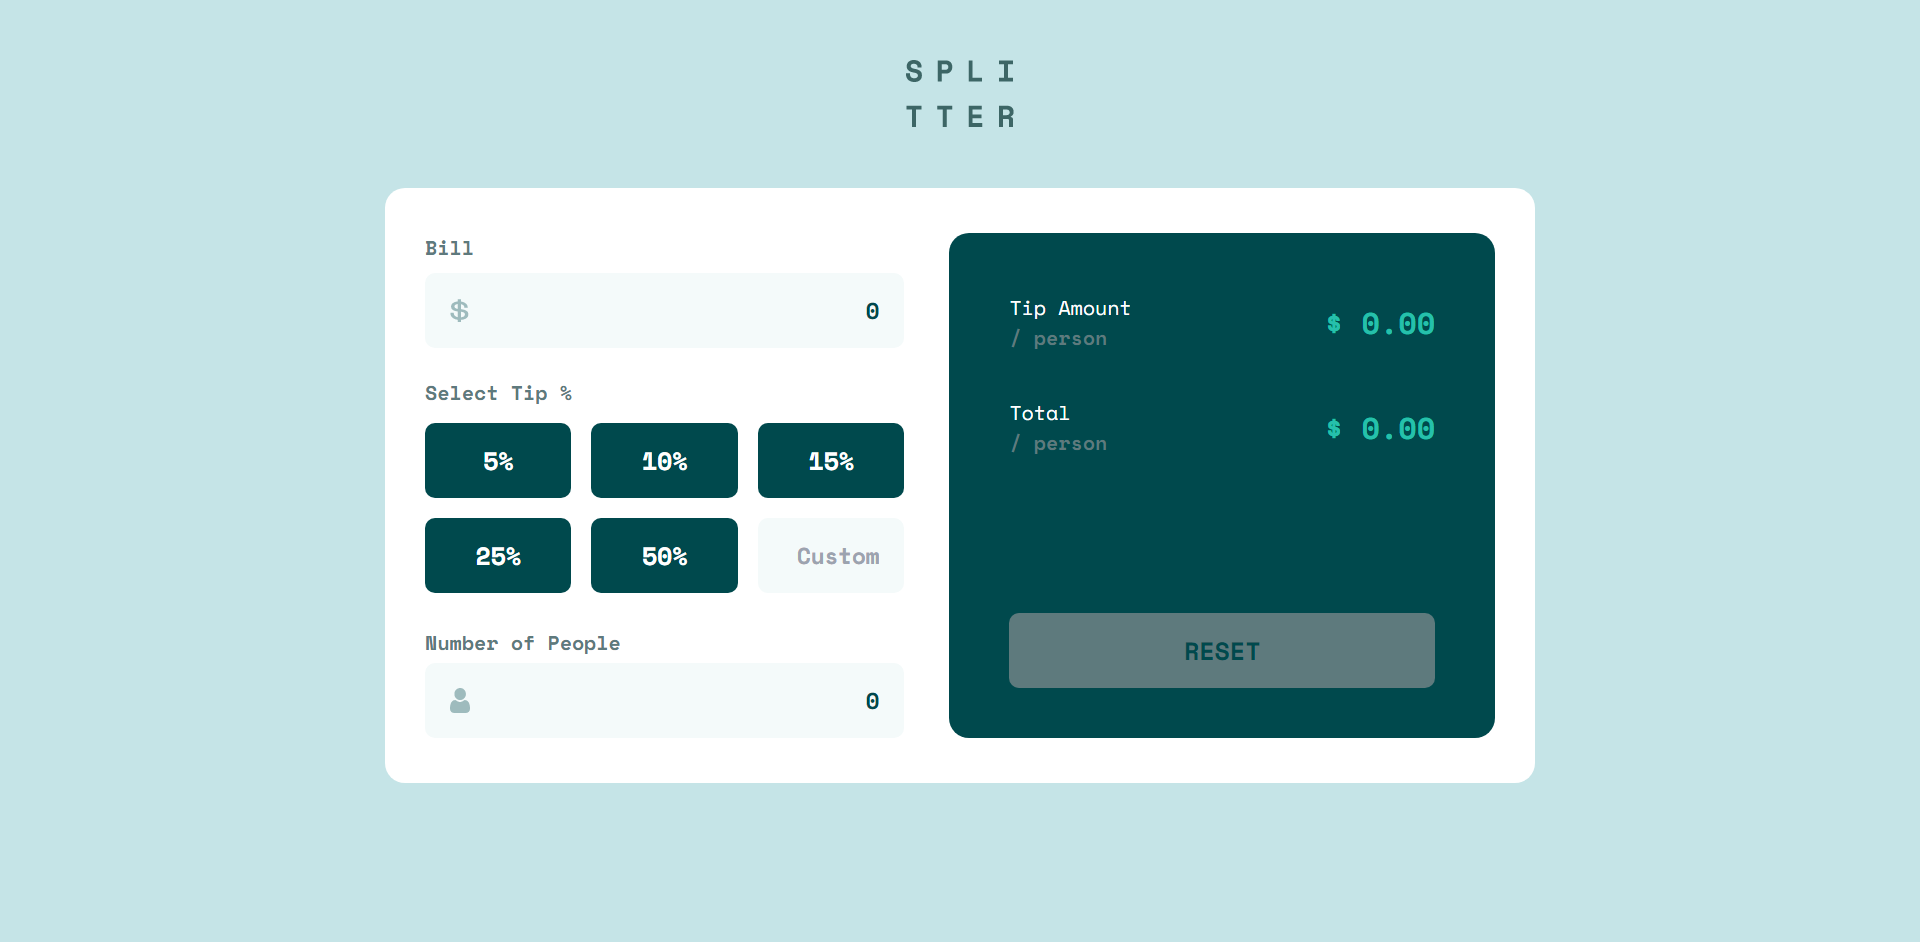 S P L I
T T E R
Bill
$ 0
Select Tip %
5% 10% 15%
25% 50% Custom
Number of People
0
Tip Amount
/ person
$ 0.00
Total
/ person
$ 0.00
RESET